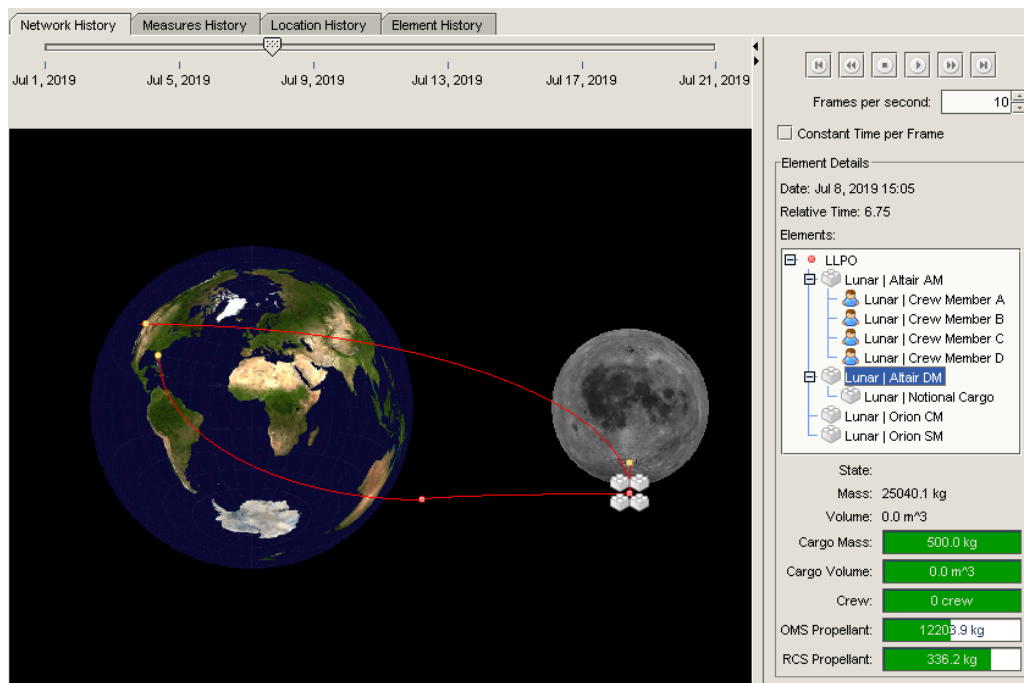 Network History Measures History Location History Element History
Jul 1, 2019 Jul 5, 2019 Jul 9, 2019 Jul 13, 2019 Jul 17, 2019 Jul 21, 2019
Frames per second: 10
Constant Time per Frame
Element Details
Date: Jul 8, 2019 15:05
Relative Time: 6.75
Elements:
LLPO
Lunar | Altair AM
Lunar | Crew Member A
Lunar | Crew Member B
Lunar | Crew Member C
Lunar | Crew Member D
Lunar | Altair DM
Lunar | Notional Cargo
Lunar | Orion CM
Lunar | Orion SM
State:
Mass: 25040.1 kg
Volume: 0.0 m^3
Cargo Mass: 500.0 kg
Cargo Volume: 0.0 m^3
Crew: 0 crew
OMS Propellant: 12203.9 kg
RCS Propellant: 336.2 kg